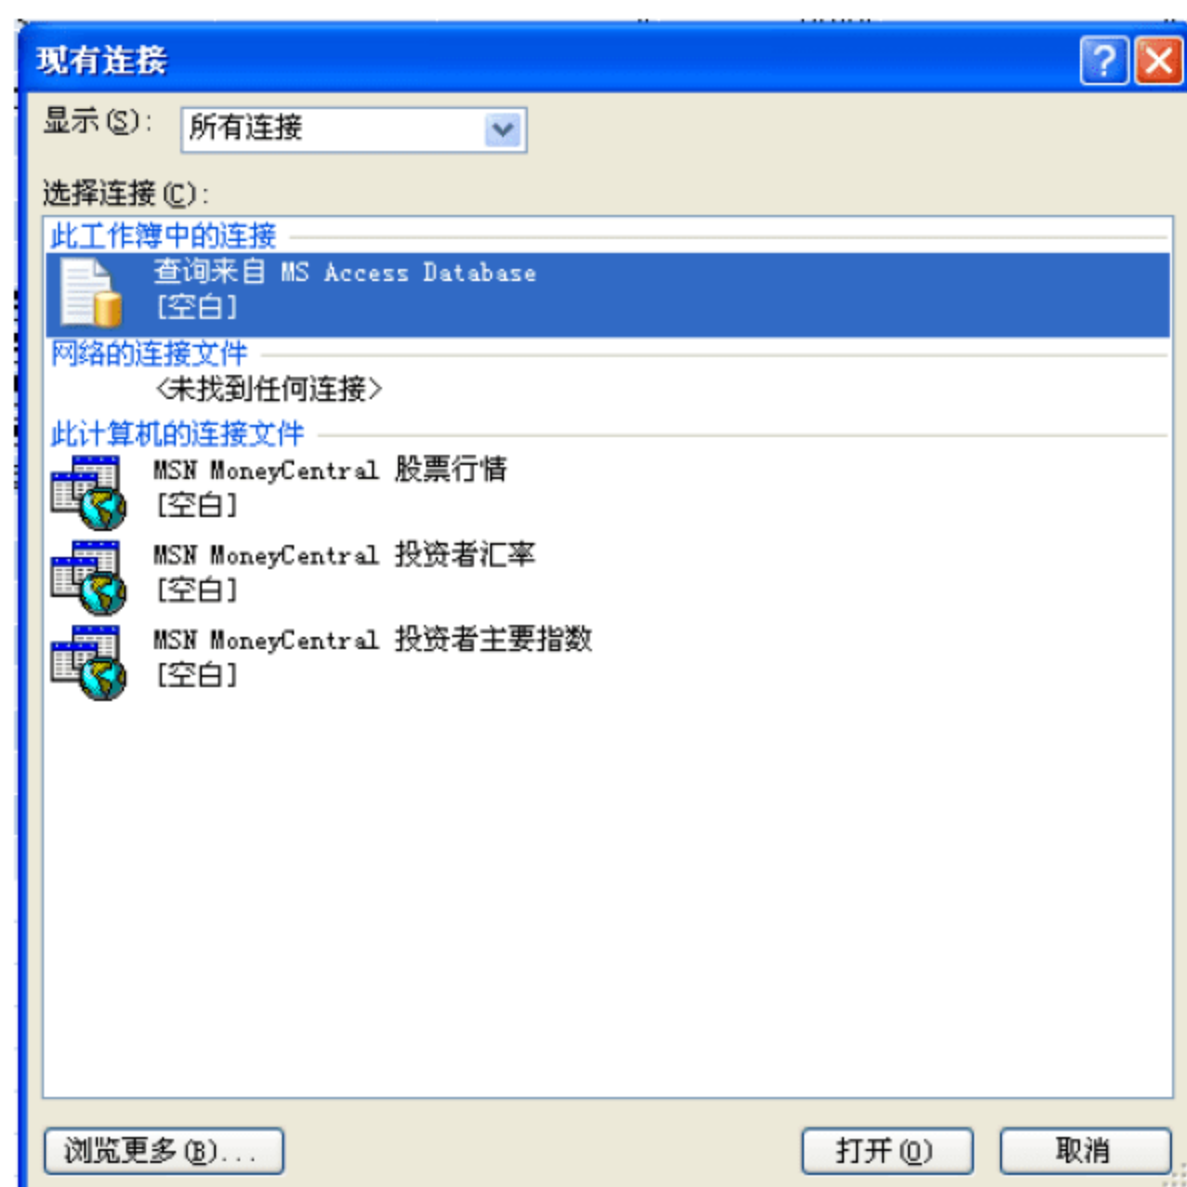 现有连接
显示(S): 所有连接
选择连接(C):
此工作簿中的连接
查询来自 MS Access Database
[空白]
网络的连接文件
<未找到任何连接>
此计算机的连接文件
MSN MoneyCentral 股票行情
[空白]
MSN MoneyCentral 投资者汇率
[空白]
MSN MoneyCentral 投资者主要指数
[空白]
浏览更多(B)... 打开(O) 取消